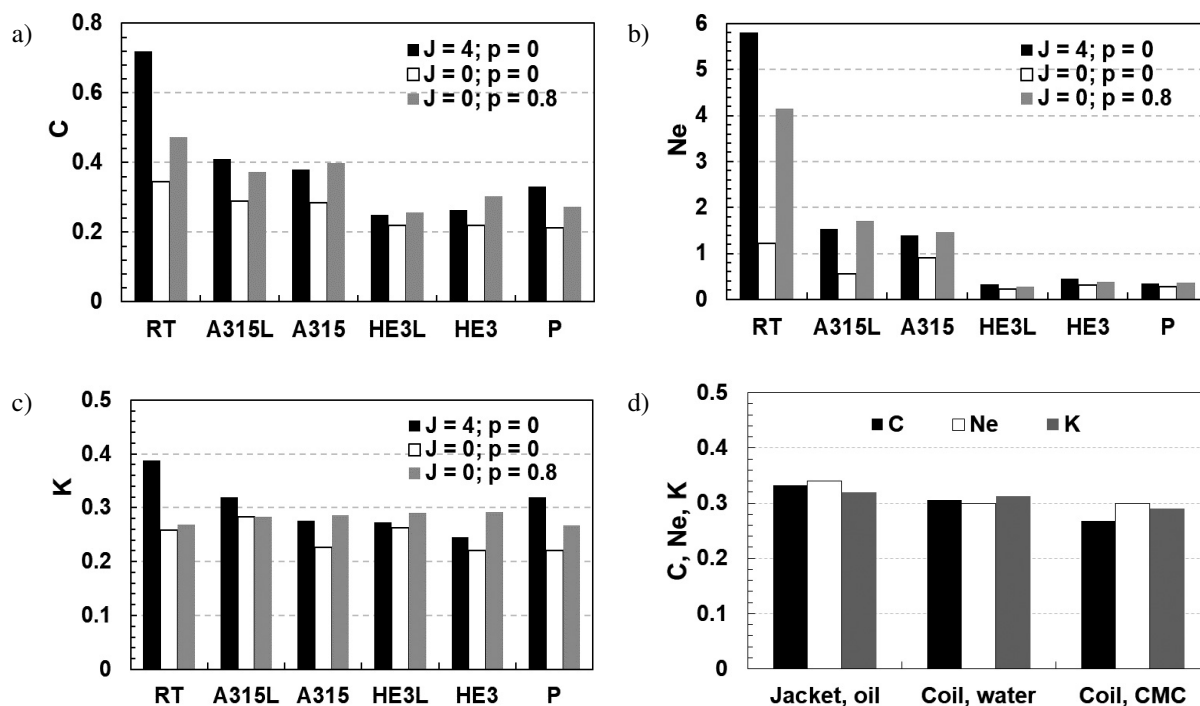 a)
0.8
0.6
0.4
0.2
0
C
J = 4; p = 0
J = 0; p = 0
J = 0; p = 0.8
RT A315L A315 HE3L HE3 P
b)
6
5
4
3
2
1
0
Ne
J = 4; p = 0
J = 0; p = 0
J = 0; p = 0.8
RT A315L A315 HE3L HE3 P
c)
0.5
0.4
0.3
0.2
0.1
0
K
J = 4; p = 0
J = 0; p = 0
J = 0; p = 0.8
RT A315L A315 HE3L HE3 P
d)
0.5
0.4
0.3
0.2
0.1
0
C, Ne, K
C Ne K
Jacket, oil Coil, water Coil, CMC